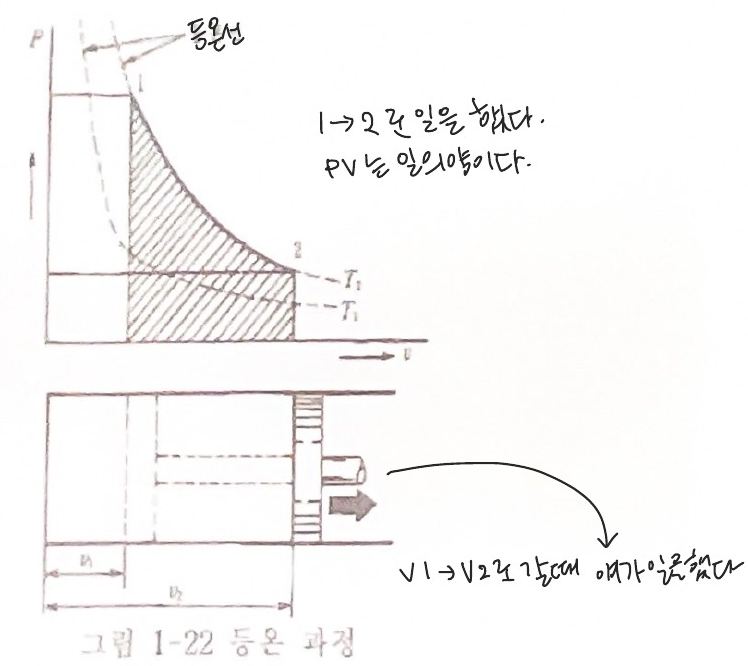 P
등온선
1
1→2 로 일을 했다.
PV는 일의양이다.
2
T₂
T₁
v
V1→V2로 갈때 얘가 일을했다
v₁
v₂
그림 1-22 등온 과정